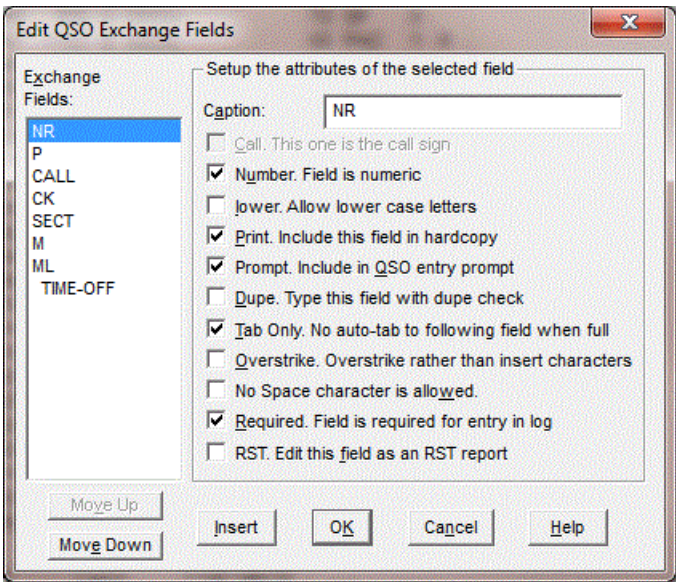 Edit QSO Exchange Fields
Exchange
Fields:
NR
P
CALL
CK
SECT
M
ML
TIME-OFF
Move Up
Move Down
Setup the attributes of the selected field
Caption: NR
Call. This one is the call sign
Number. Field is numeric
lower. Allow lower case letters
Print. Include this field in hardcopy
Prompt. Include in QSO entry prompt
Dupe. Type this field with dupe check
Tab Only. No auto-tab to following field when full
Overstrike. Overstrike rather than insert characters
No Space character is allowed.
Required. Field is required for entry in log
RST. Edit this field as an RST report
Insert OK Cancel Help